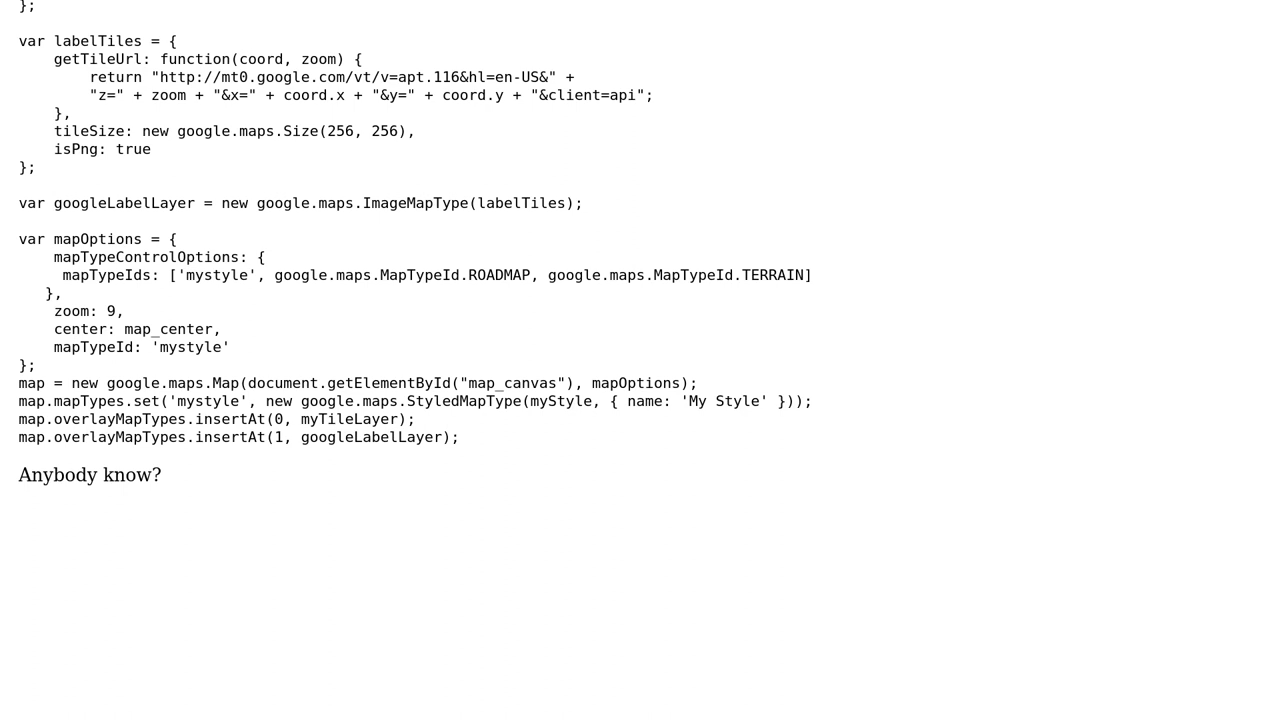 };
var labelTiles = {
    getTileUrl: function(coord, zoom) {
        return "http://mt0.google.com/vt/v=apt.116&hl=en-US&" +
        "z=" + zoom + "&x=" + coord.x + "&y=" + coord.y + "&client=api";
    },
    tileSize: new google.maps.Size(256, 256),
    isPng: true
};
var googleLabelLayer = new google.maps.ImageMapType(labelTiles);
var mapOptions = {
    mapTypeControlOptions: {
     mapTypeIds: ['mystyle', google.maps.MapTypeId.ROADMAP, google.maps.MapTypeId.TERRAIN]
   },
    zoom: 9,
    center: map_center,
    mapTypeId: 'mystyle'
};
map = new google.maps.Map(document.getElementById("map_canvas"), mapOptions);
map.mapTypes.set('mystyle', new google.maps.StyledMapType(myStyle, { name: 'My Style' }));
map.overlayMapTypes.insertAt(0, myTileLayer);
map.overlayMapTypes.insertAt(1, googleLabelLayer);
Anybody know?